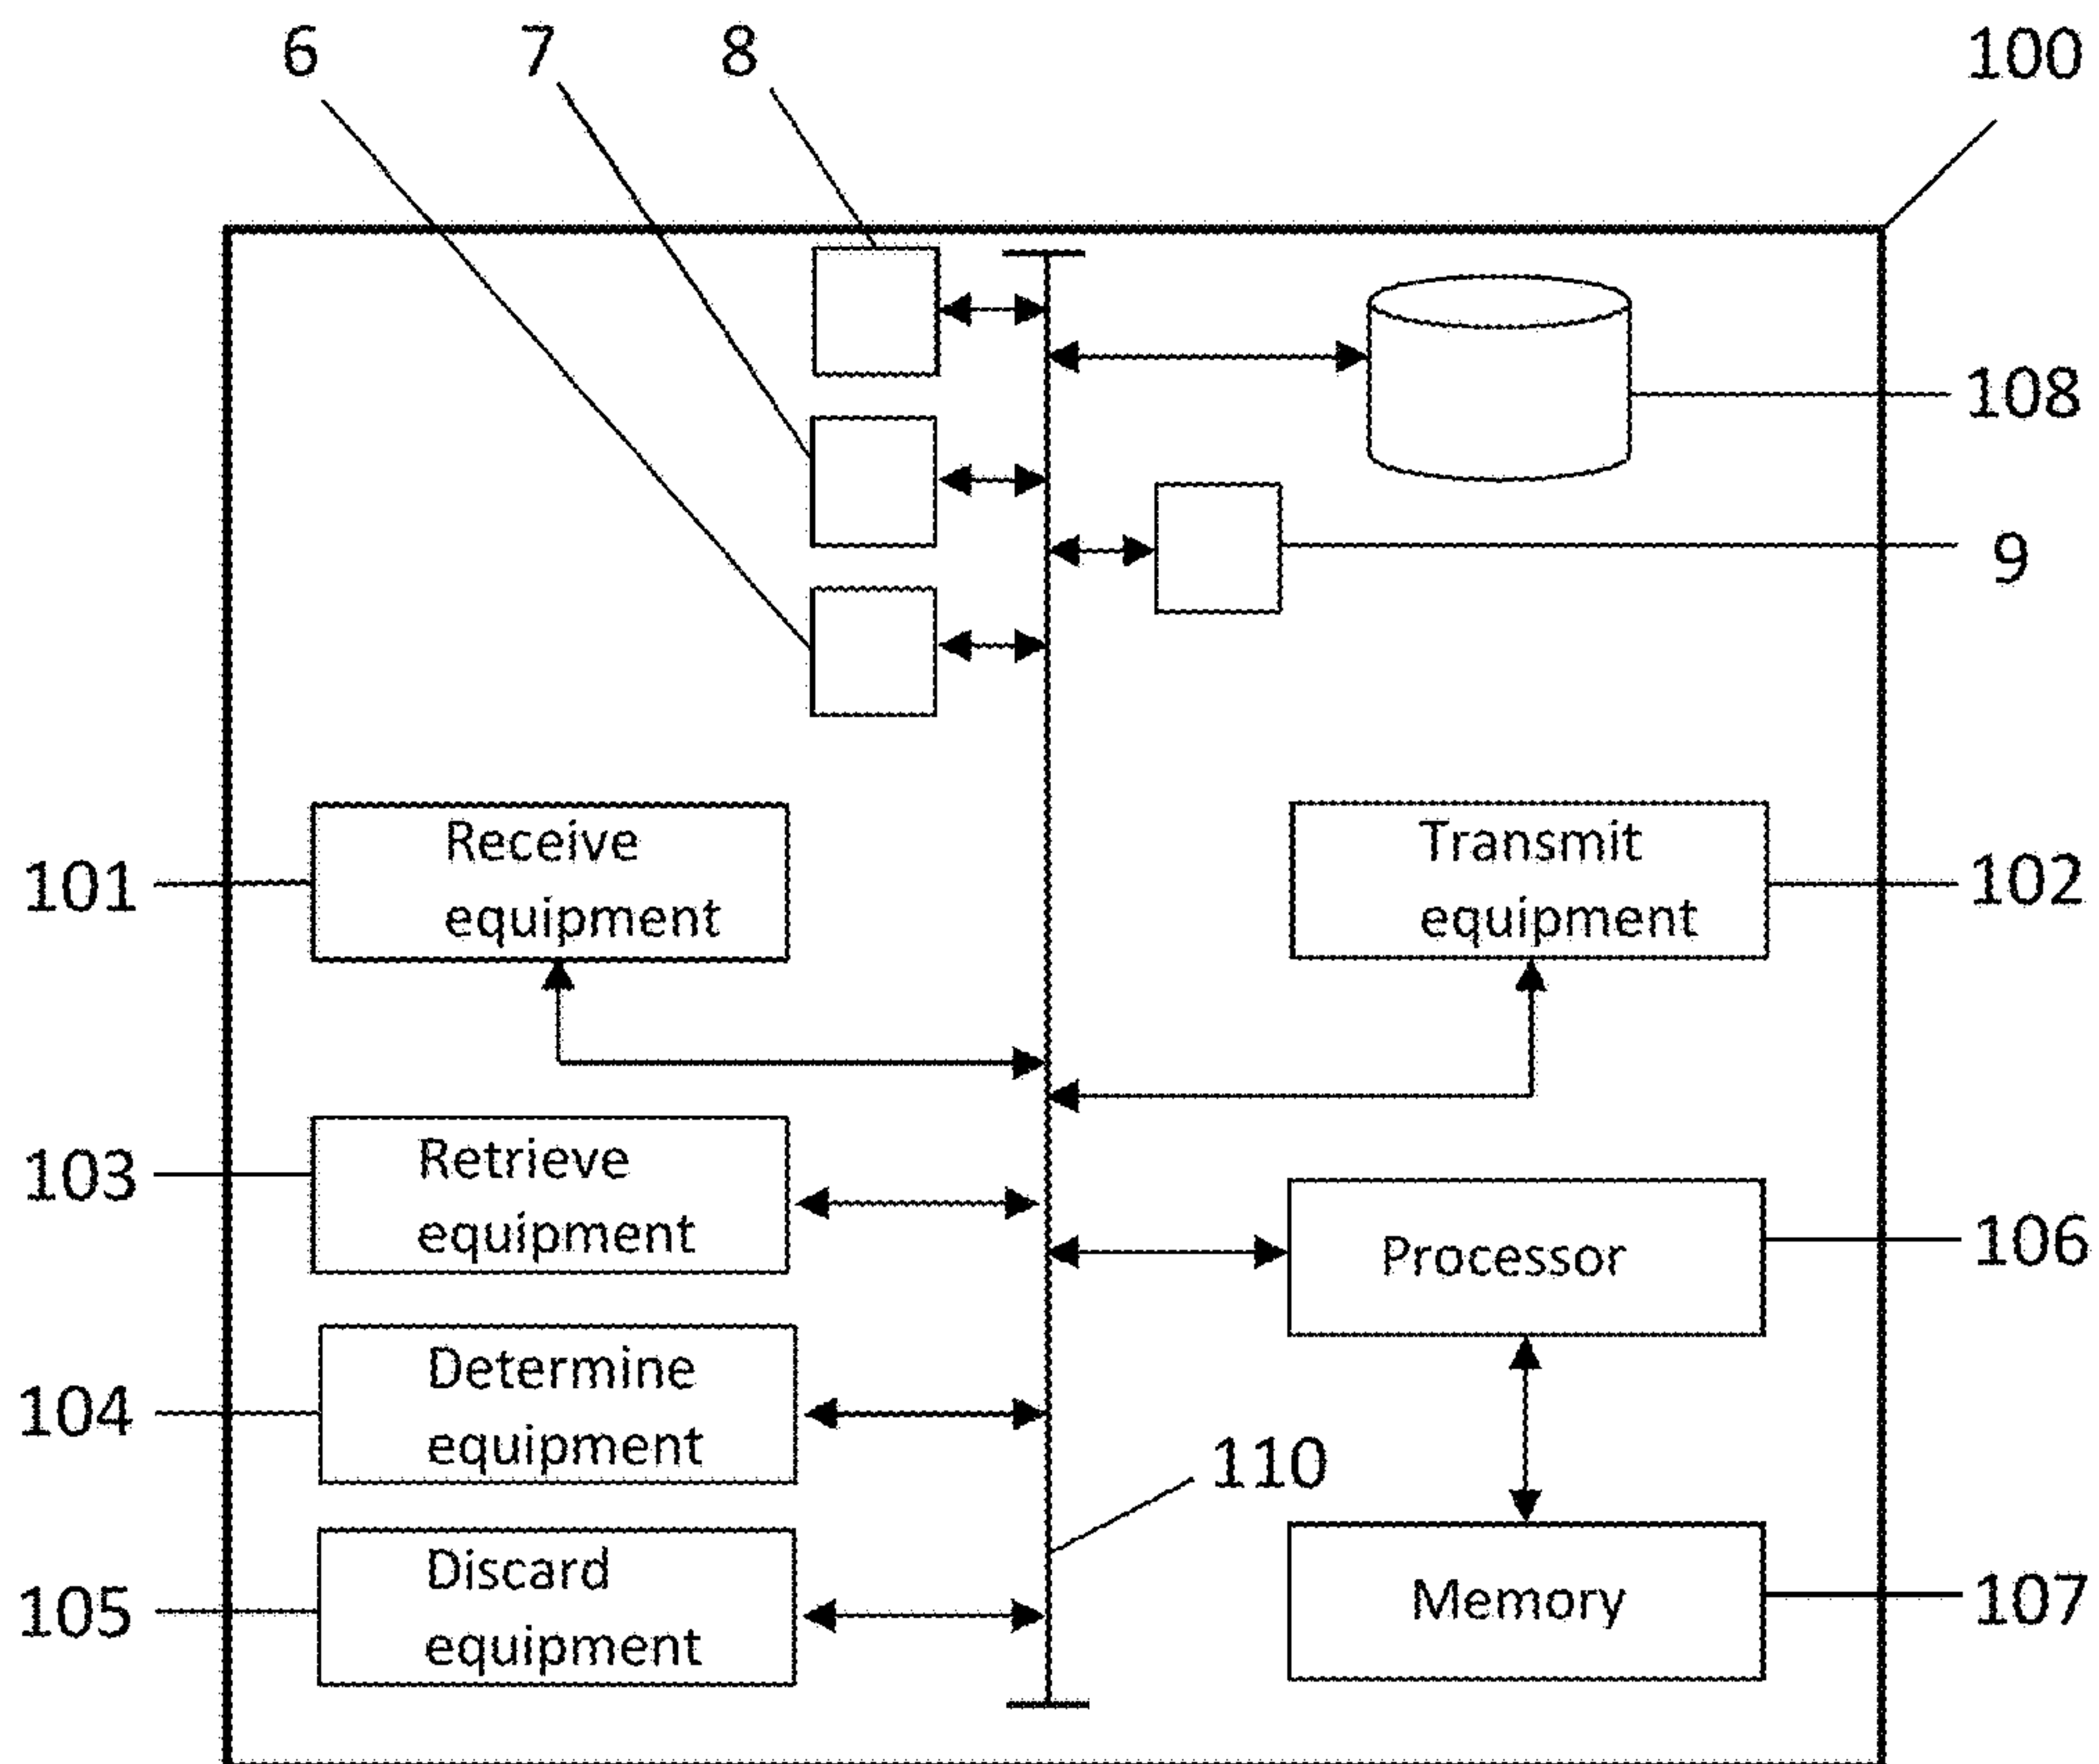 6
7
8
100
108
9
Receive
equipment
101
Transmit
equipment
102
Retrieve
equipment
103
Processor
106
Determine
equipment
104
110
Discard
equipment
105
Memory
107